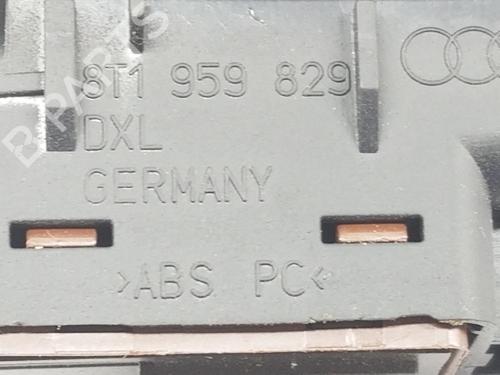 8T1 959 829
DXL
GERMANY
>ABS PC<